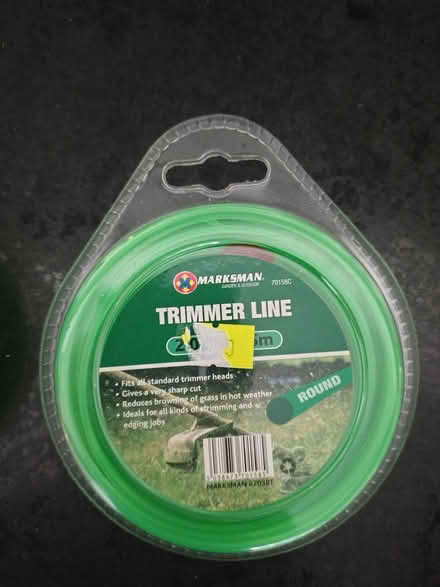 MARKSMAN
GARDEN & OUTDOOR
70158C
TRIMMER LINE
• Fits all standard trimmer heads
• Gives a very sharp cut
• Reduces browning of grass in hot weather
• Ideals for all kinds of strimming and
edging jobs
ROUND
MARKSMAN